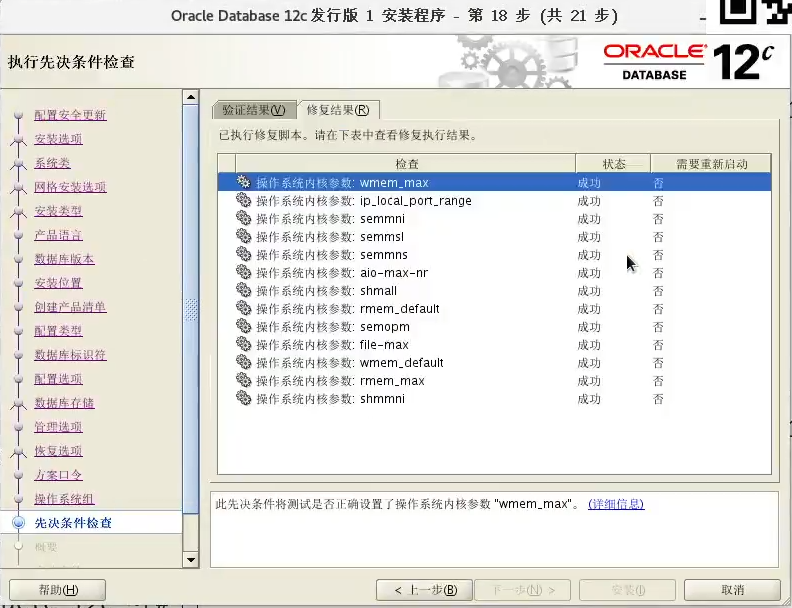 Oracle Database 12c 发行版 1 安装程序 - 第 18 步 (共 21 步)
执行先决条件检查
ORACLE®
DATABASE
12c
配置安全更新
安装选项
系统类
网格安装选项
安装类型
产品语言
数据库版本
安装位置
创建产品清单
配置类型
数据库标识符
配置选项
数据库存储
管理选项
恢复选项
方案口令
操作系统组
先决条件检查
概要
验证结果(V)
修复结果(R)
已执行修复脚本。请在下表中查看修复执行结果。
检查 状态 需要重新启动
操作系统内核参数: wmem_max 成功 否
操作系统内核参数: ip_local_port_range 成功 否
操作系统内核参数: semmni 成功 否
操作系统内核参数: semmsl 成功 否
操作系统内核参数: semmns 成功 否
操作系统内核参数: aio-max-nr 成功 否
操作系统内核参数: shmall 成功 否
操作系统内核参数: rmem_default 成功 否
操作系统内核参数: semopm 成功 否
操作系统内核参数: file-max 成功 否
操作系统内核参数: wmem_default 成功 否
操作系统内核参数: rmem_max 成功 否
操作系统内核参数: shmmni 成功 否
此先决条件将测试是否正确设置了操作系统内核参数 "wmem_max"。 (详细信息)
帮助(H)
< 上一步(B)
下一步(N) >
安装(I)
取消